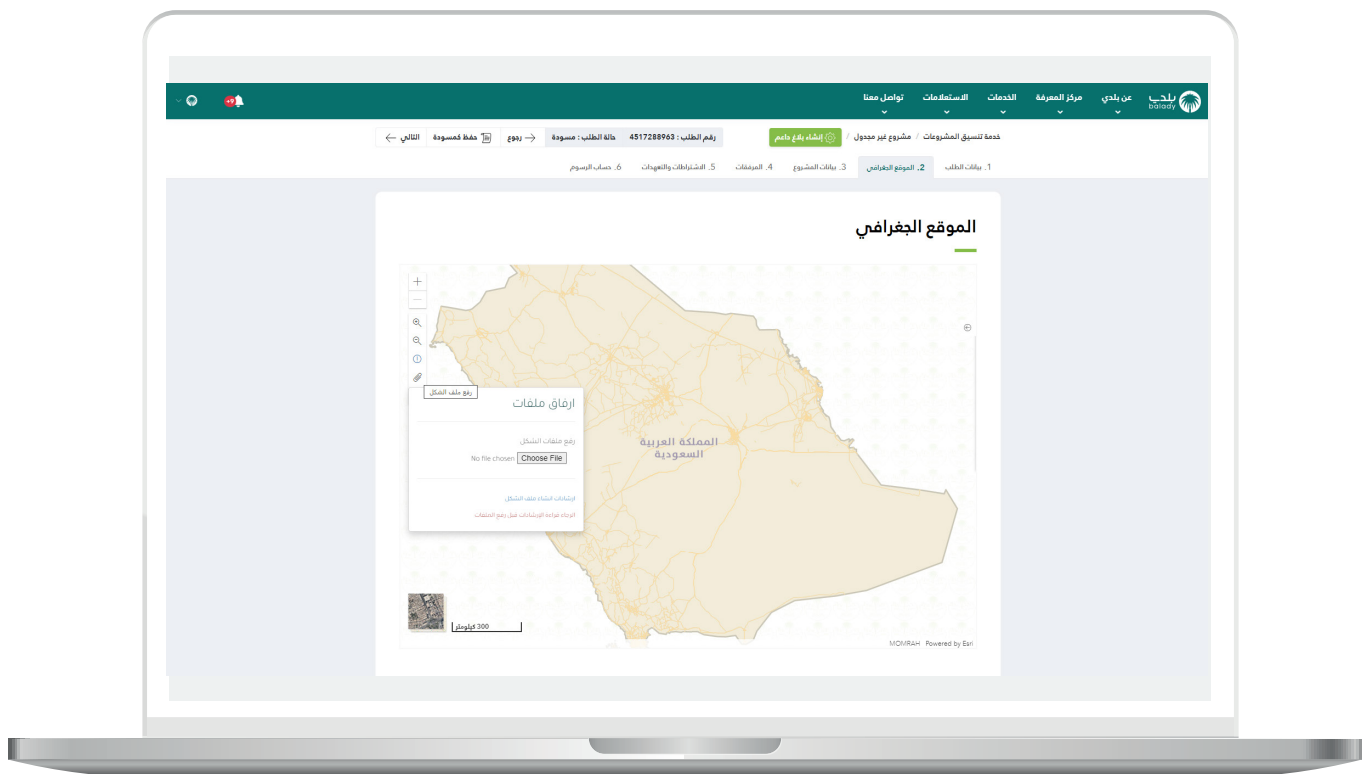 بلدي
balady
عن بلدي
مركز المعرفة
الخدمات
الاستعلامات
تواصل معنا
+9
خدمة تنسيق المشروعات / مشروع غير مجدول / إنشاء بلاغ داعم
رقم الطلب : 4517288963
حالة الطلب : مسودة
رجوع
حفظ كمسودة
التالي
1. بيانات الطلب
2. الموقع الجغرافي
3. بيانات المشروع
4. المرفقات
5. الاشتراطات والتعهدات
6. حساب الرسوم
الموقع الجغرافي
رفع ملف الشكل
ارفاق ملفات
رفع ملفات الشكل
Choose File No file chosen
ارشادات انشاء ملف الشكل
الرجاء قراءة الارشادات قبل رفع الملفات
المملكة العربية
السعودية
300 كيلومتر
MOMRAH Powered by Esri